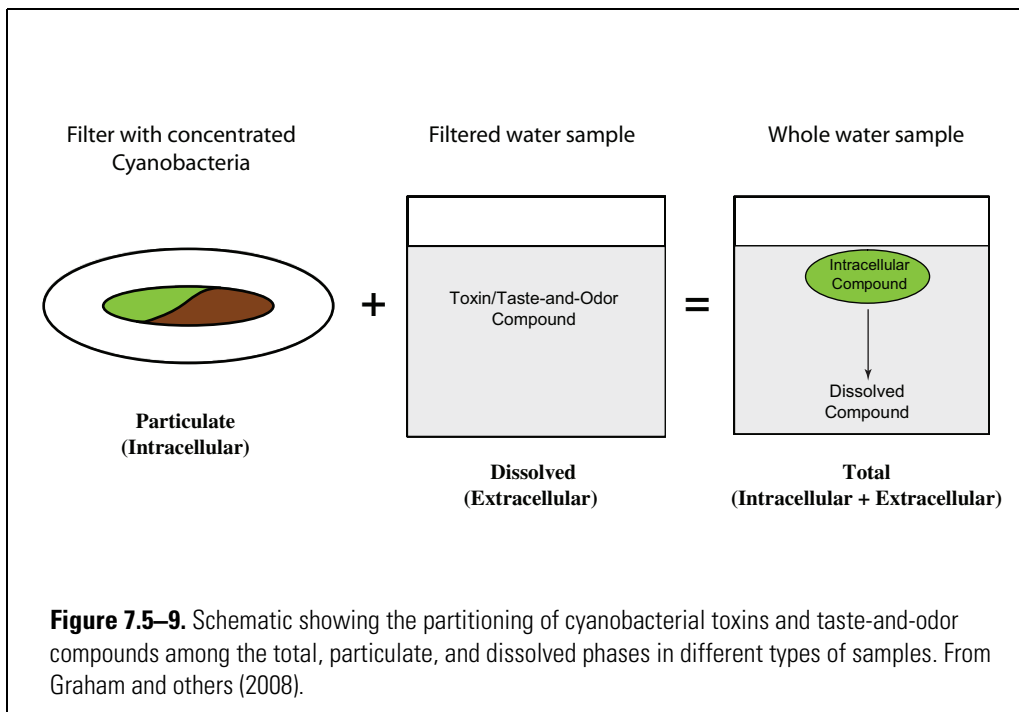 Filter with concentrated
Cyanobacteria
Particulate
(Intracellular)
+
Filtered water sample
Toxin/Taste-and-Odor
Compound
Dissolved
(Extracellular)
=
Whole water sample
Intracellular
Compound
Dissolved
Compound
Total
(Intracellular + Extracellular)
Figure 7.5–9. Schematic showing the partitioning of cyanobacterial toxins and taste-and-odor
compounds among the total, particulate, and dissolved phases in different types of samples. From
Graham and others (2008).